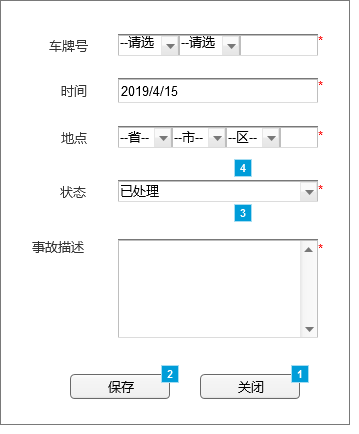 车牌号 --请选 --请选 *
时间 2019/4/15 *
地点 --省-- --市-- --区-- *
4
状态 已处理 *
3
事故描述 *
保存 2 关闭 1